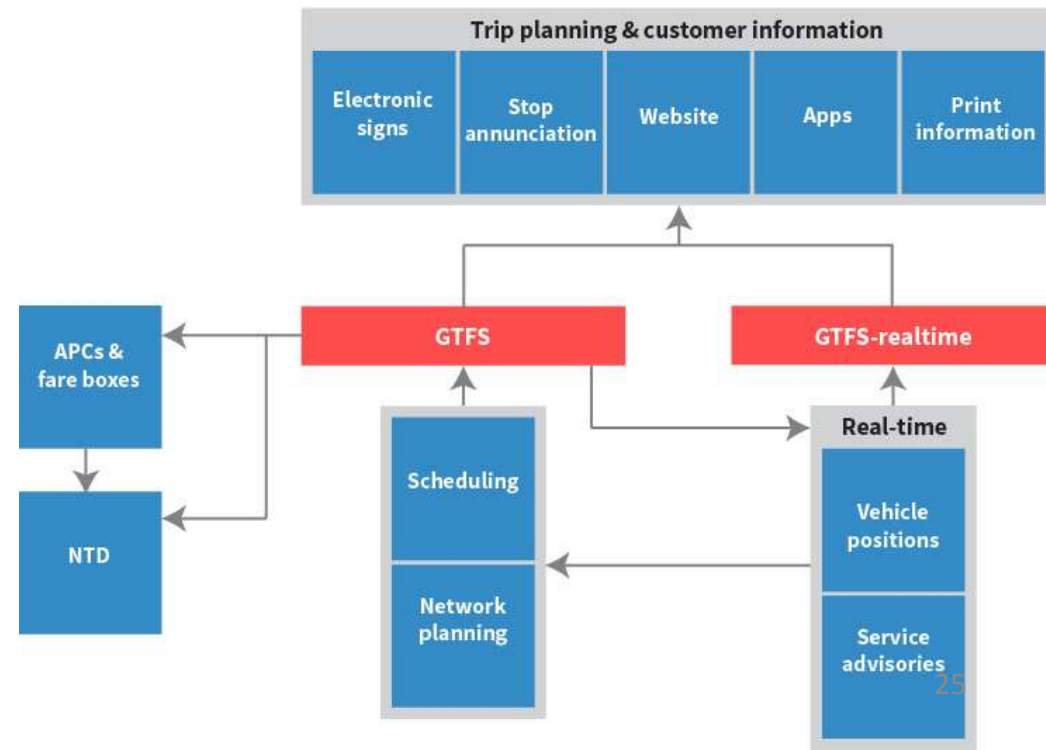 Trip planning & customer information
Electronic
signs
Stop
annunciation
Website
Apps
Print
information
GTFS
GTFS-realtime
APCs &
fare boxes
NTD
Scheduling
Network
planning
Real-time
Vehicle
positions
Service
advisories
25